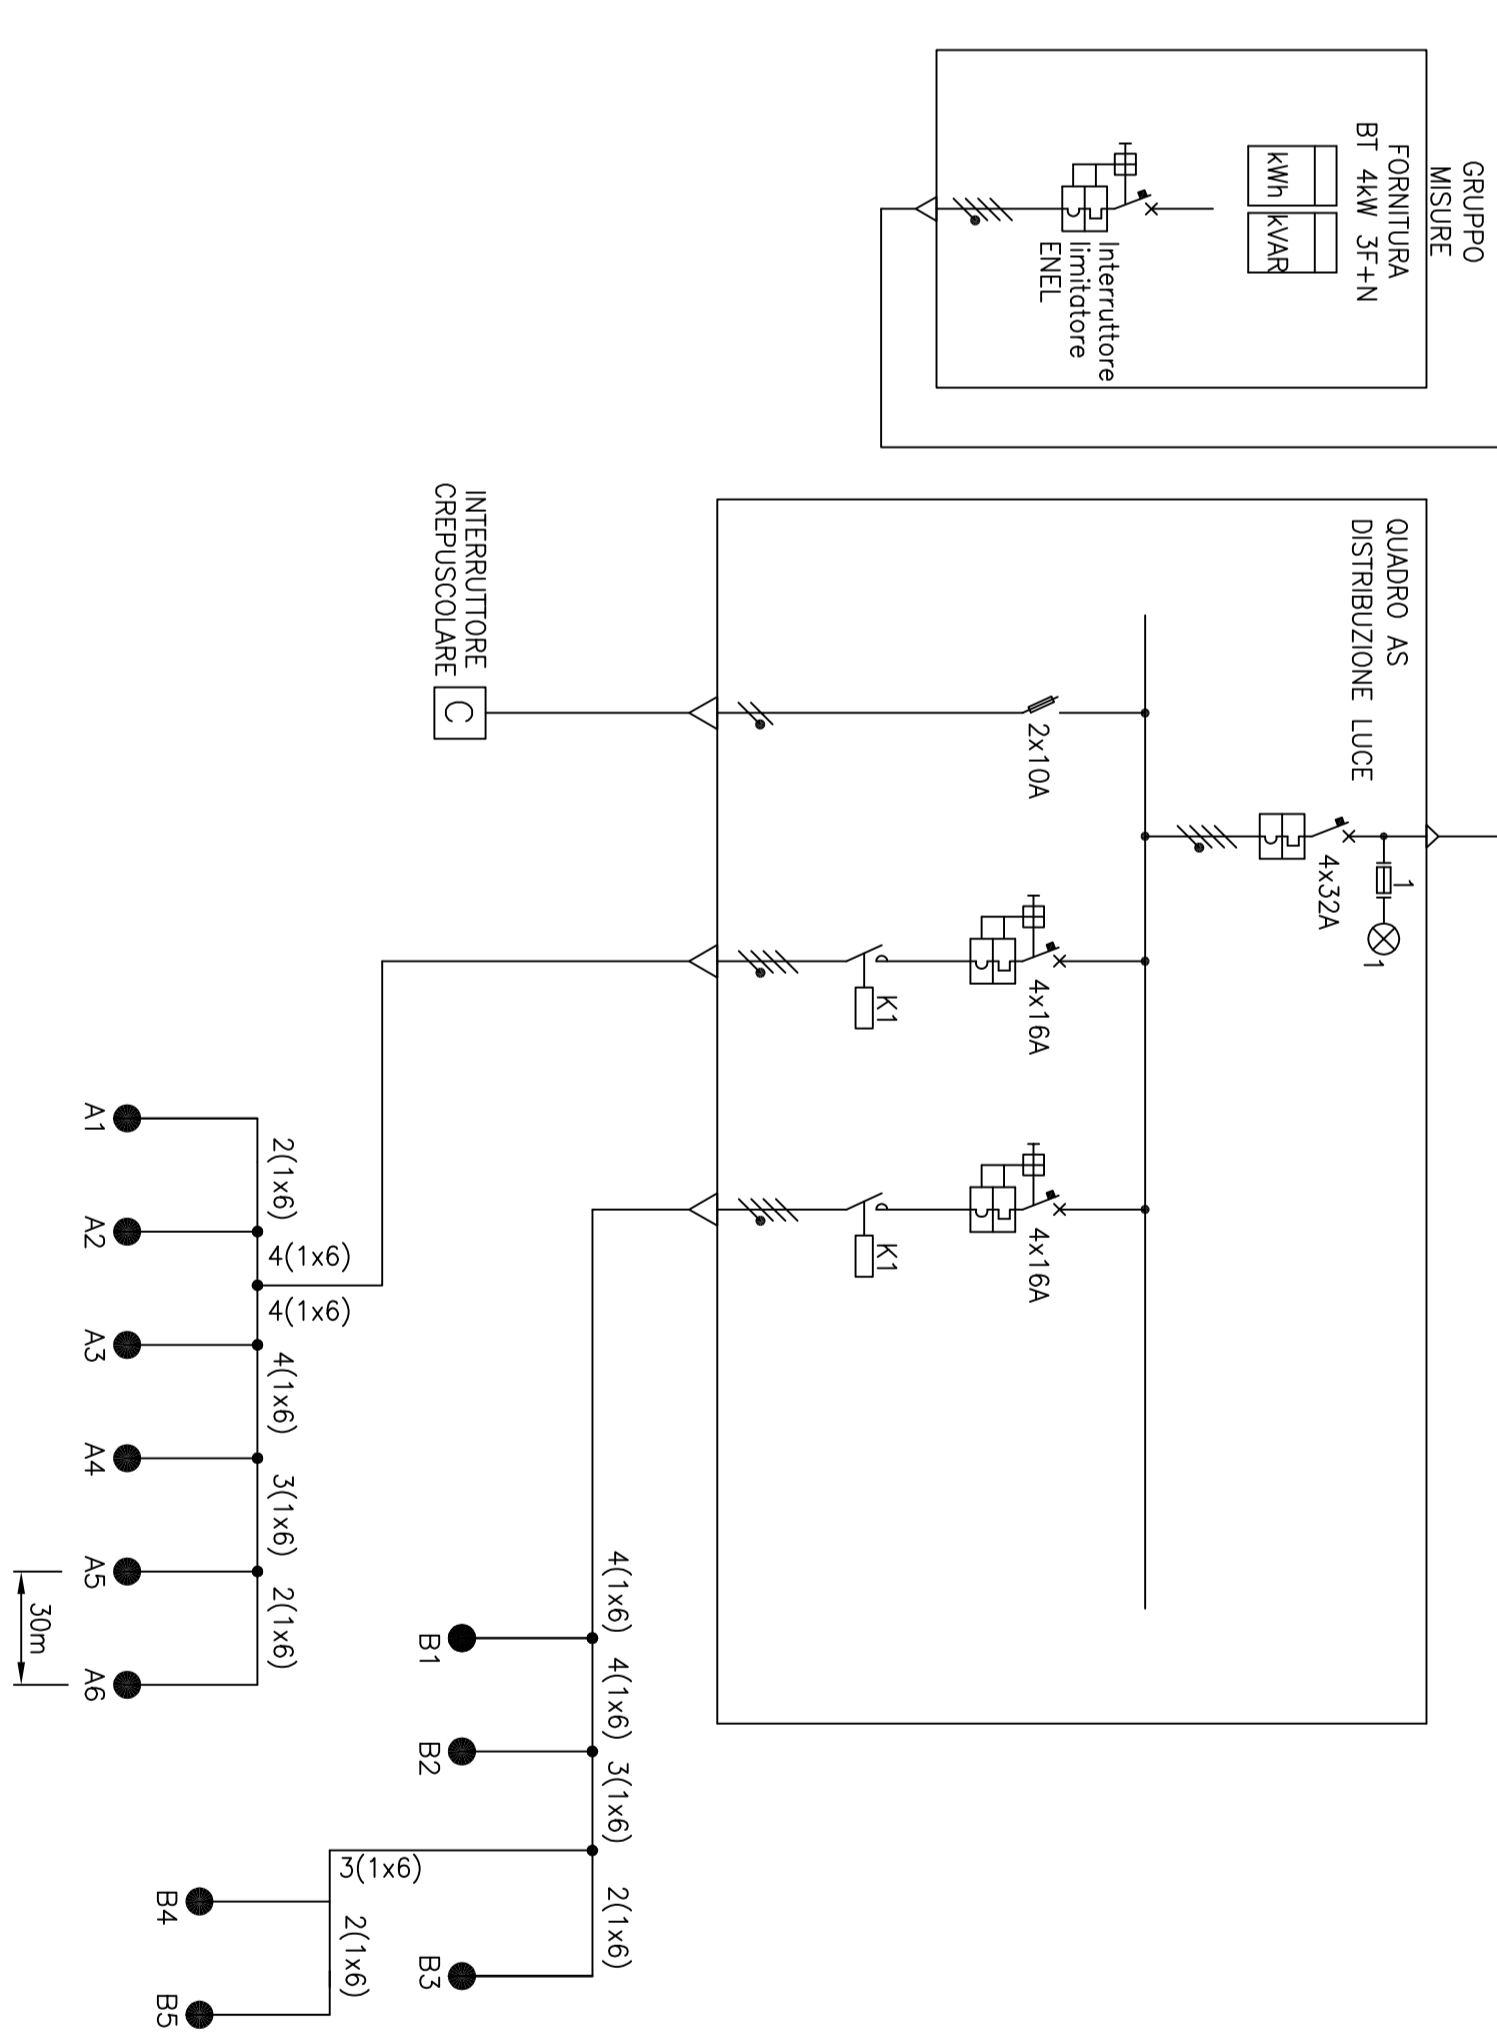 GRUPPO
MISURE
FORNITURA
BT 4kW 3F+N
kWh
kVAR
Interruttore
limitatore
ENEL
QUADRO AS
DISTRIBUZIONE LUCE
1
1
4x32A
2x10A
4x16A
4x16A
K1
K1
INTERRUTTORE
CREPUSCOLARE
C
2(1x6)
4(1x6)
4(1x6)
4(1x6)
3(1x6)
2(1x6)
A1
A2
A3
A4
A5
A6
30m
4(1x6)
4(1x6)
3(1x6)
2(1x6)
B1
B2
B3
3(1x6)
2(1x6)
B4
B5